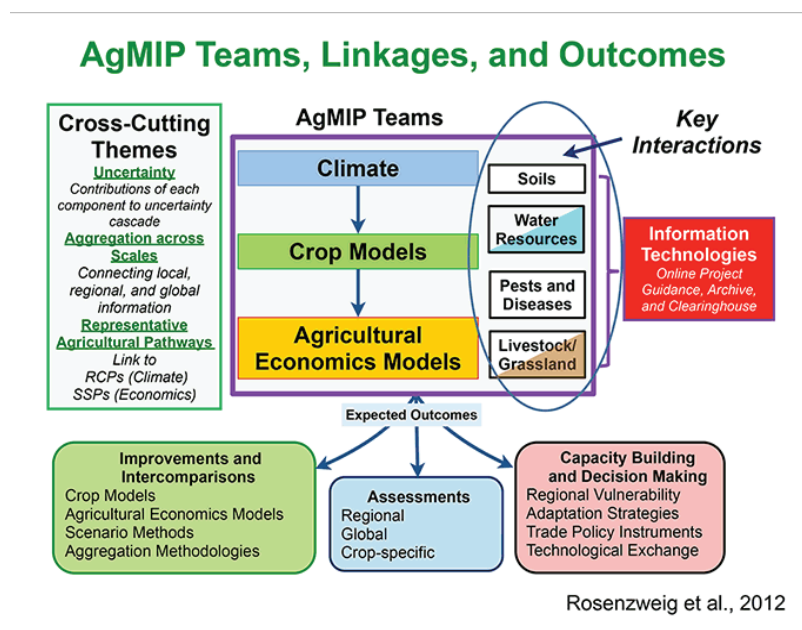 AgMIP Teams, Linkages, and Outcomes
Cross-Cutting
Themes
Uncertainty
Contributions of each
component to uncertainty
cascade
Aggregation across
Scales
Connecting local,
regional, and global
information
Representative
Agricultural Pathways
Link to
RCPs (Climate)
SSPs (Economics)
AgMIP Teams
Climate
Crop Models
Agricultural
Economics Models
Soils
Water
Resources
Pests and
Diseases
Livestock/
Grassland
Key
Interactions
Information
Technologies
Online Project
Guidance, Archive,
and Clearinghouse
Expected Outcomes
Improvements and
Intercomparisons
Crop Models
Agricultural Economics Models
Scenario Methods
Aggregation Methodologies
Assessments
Regional
Global
Crop-specific
Capacity Building
and Decision Making
Regional Vulnerability
Adaptation Strategies
Trade Policy Instruments
Technological Exchange
Rosenzweig et al., 2012